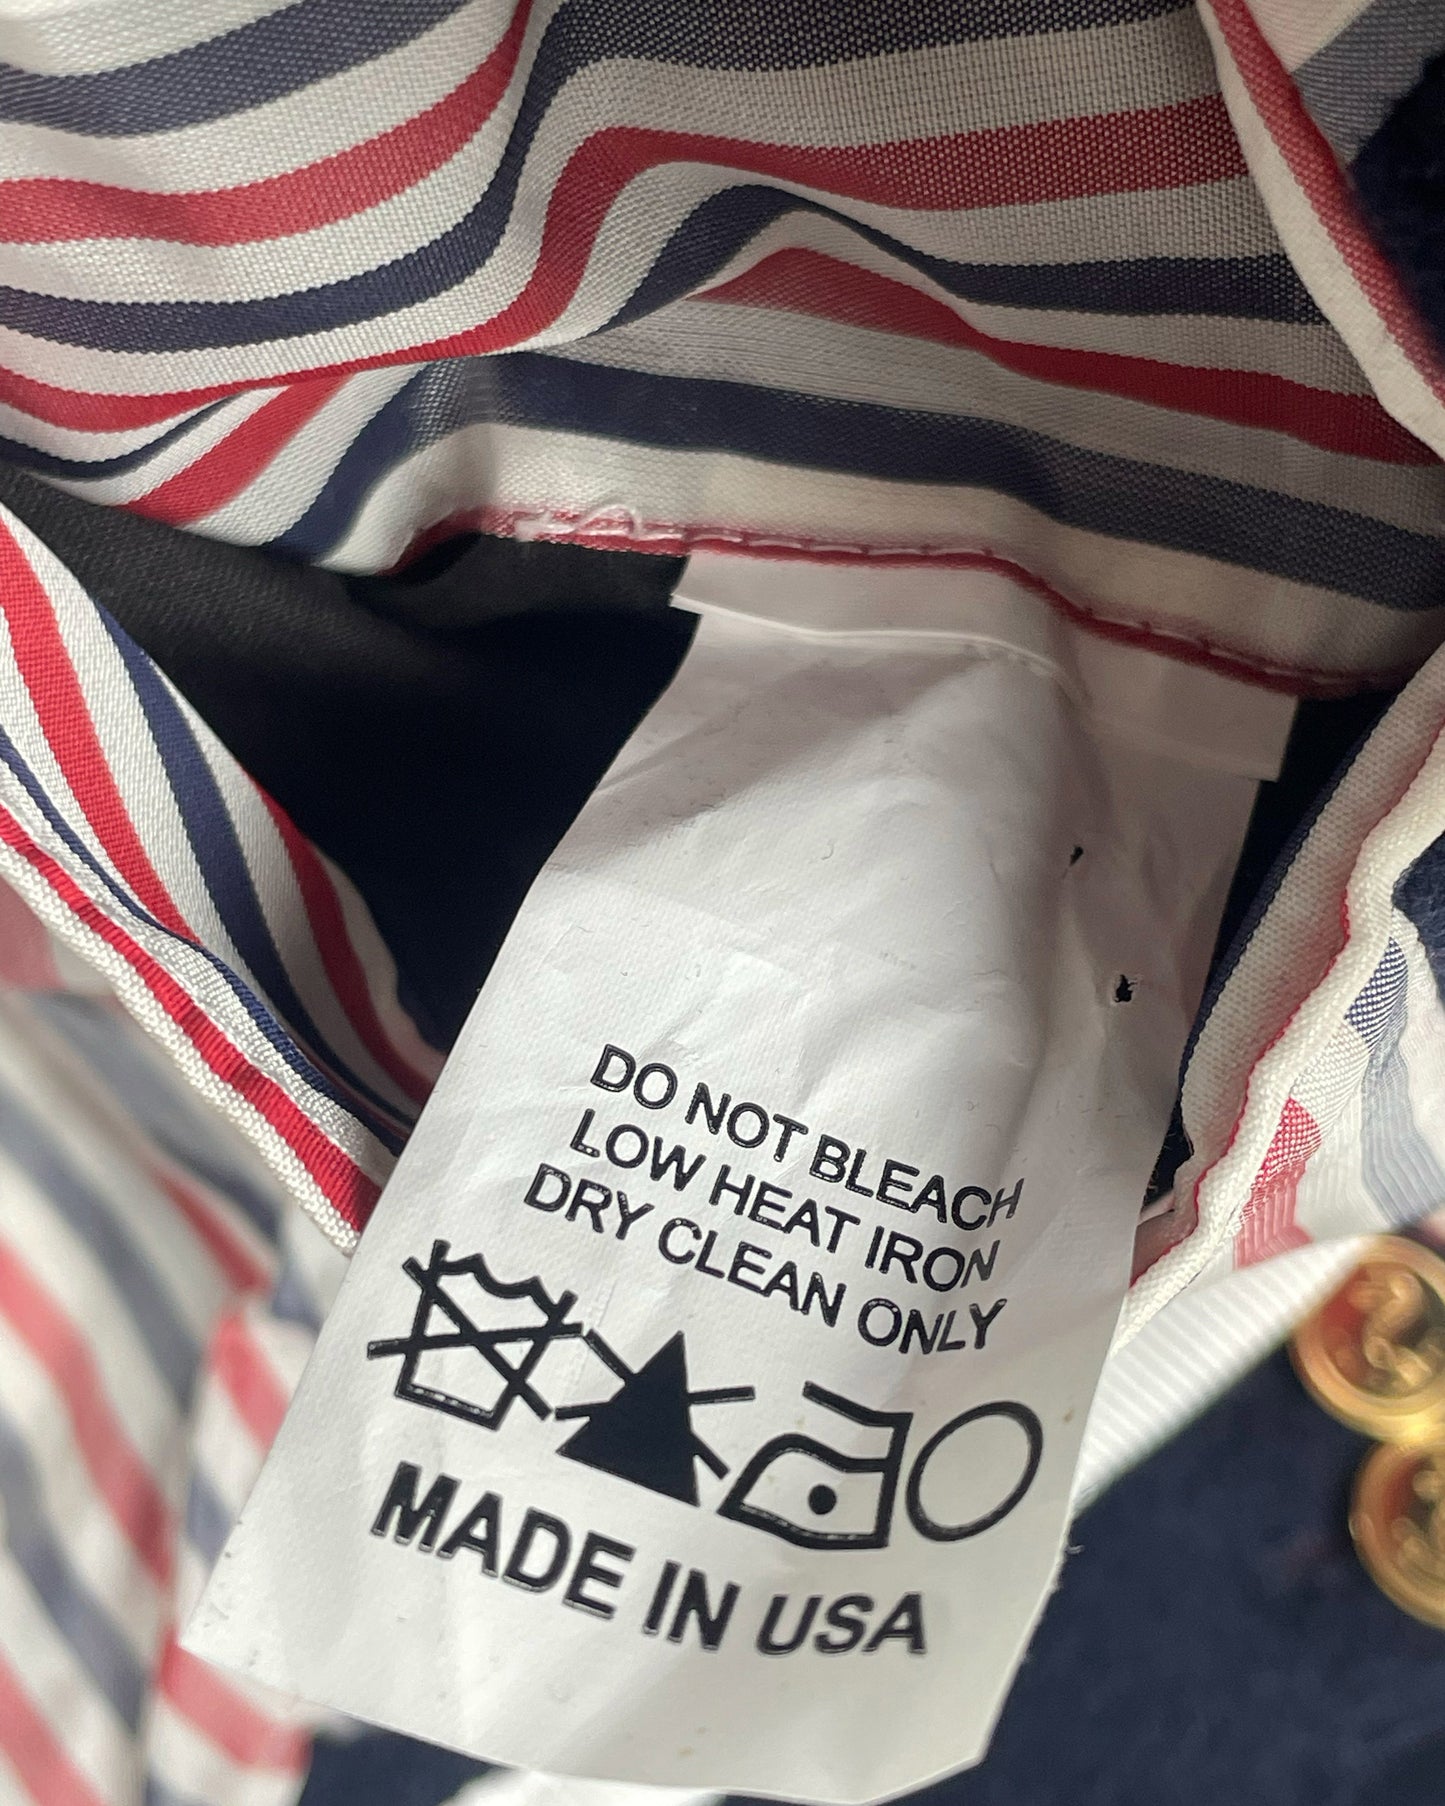 DO NOT BLEACH
LOW HEAT IRON
DRY CLEAN ONLY
MADE IN USA